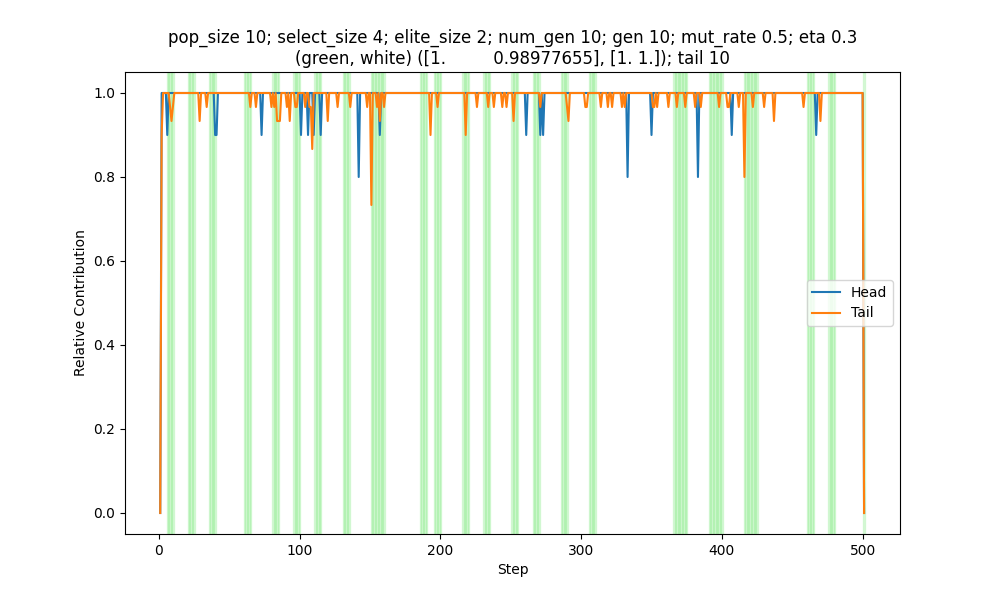 pop_size 10; select_size 4; elite_size 2; num_gen 10; gen 10; mut_rate 0.5; eta 0.3
(green, white) ([1.         0.98977655], [1. 1.]); tail 10
1.0
0.8
0.6
0.4
0.2
0.0
Relative Contribution
Head
Tail
0
100
200
300
400
500
Step